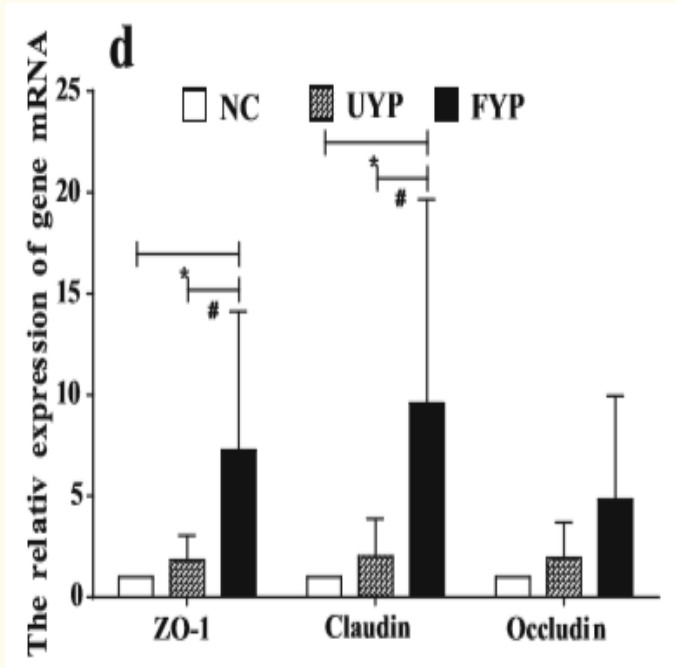 d
The relativ expression of gene mRNA
25
NC UYP FYP
20
15
10
5
0
*
#
*
#
ZO-1 Claudin Occludin